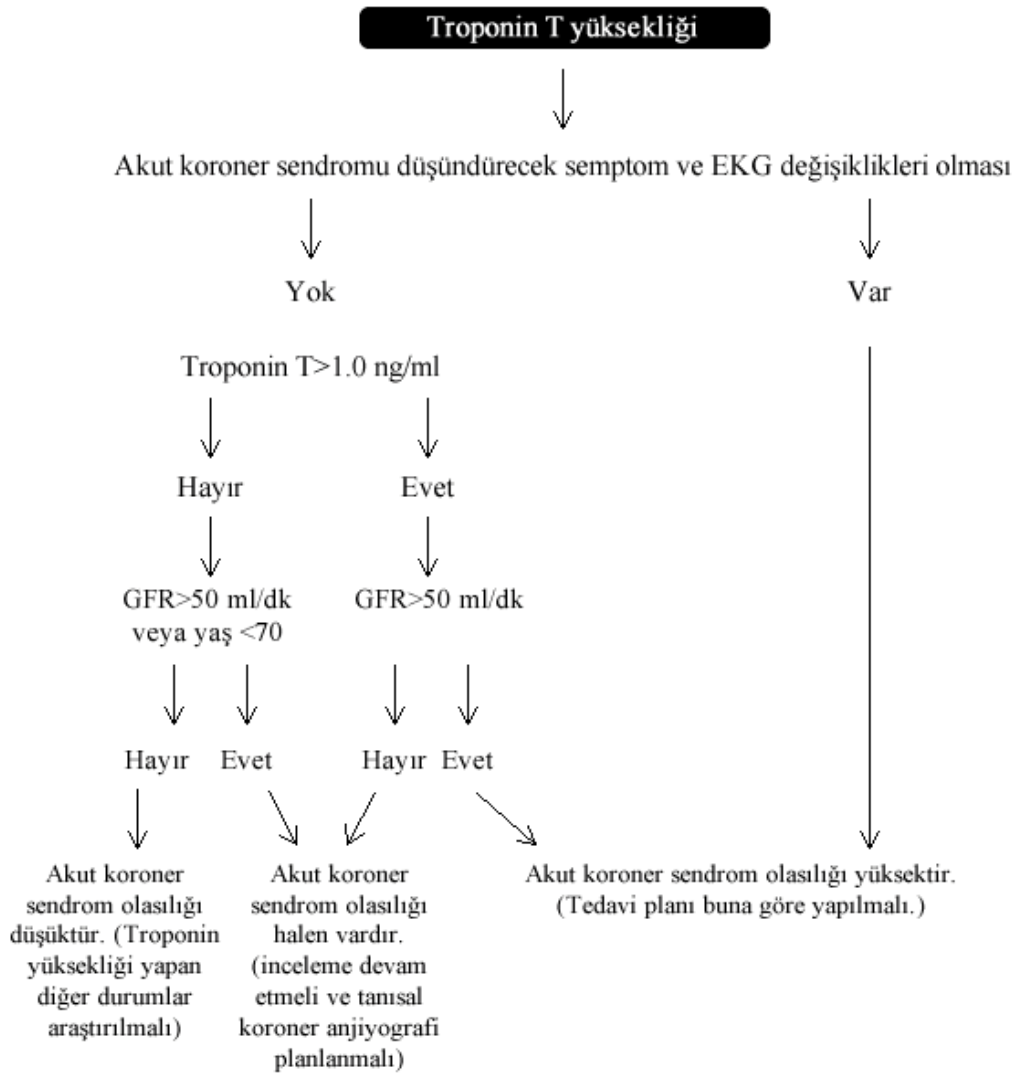 Troponin T yüksekliği
Akut koroner sendromu düşündürecek semptom ve EKG değişiklikleri olması
Yok
Var
Troponin T>1.0 ng/ml
Hayır
Evet
GFR>50 ml/dk
veya yaş <70
GFR>50 ml/dk
Hayır
Evet
Hayır
Evet
Akut koroner
sendrom olasılığı
düşüktür. (Troponin
yüksekliği yapan
diğer durumlar
araştırılmalı)
Akut koroner
sendrom olasılığı
halen vardır.
(inceleme devam
etmeli ve tanısal
koroner anjiyografi
planlanmalı)
Akut koroner sendrom olasılığı yüksektir.
(Tedavi planı buna göre yapılmalı.)